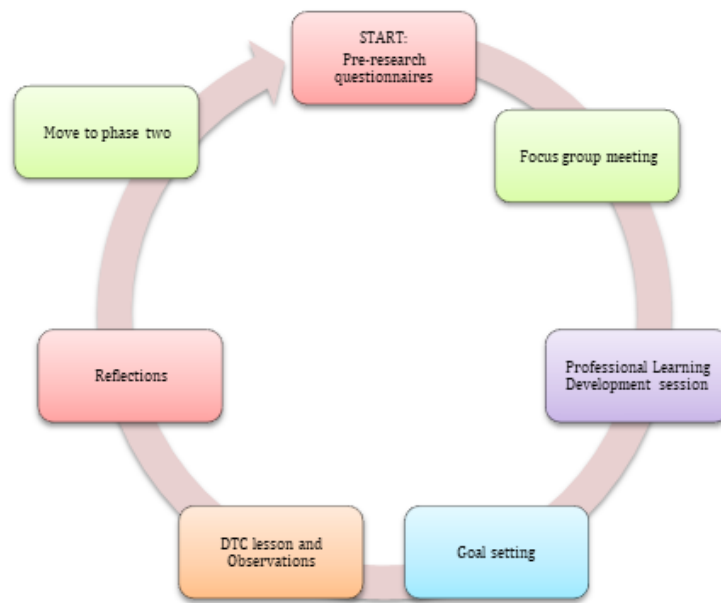 START:
Pre-research
questionnaires
Focus group meeting
Professional Learning
Development session
Goal setting
DTC lesson and
Observations
Reflections
Move to phase two